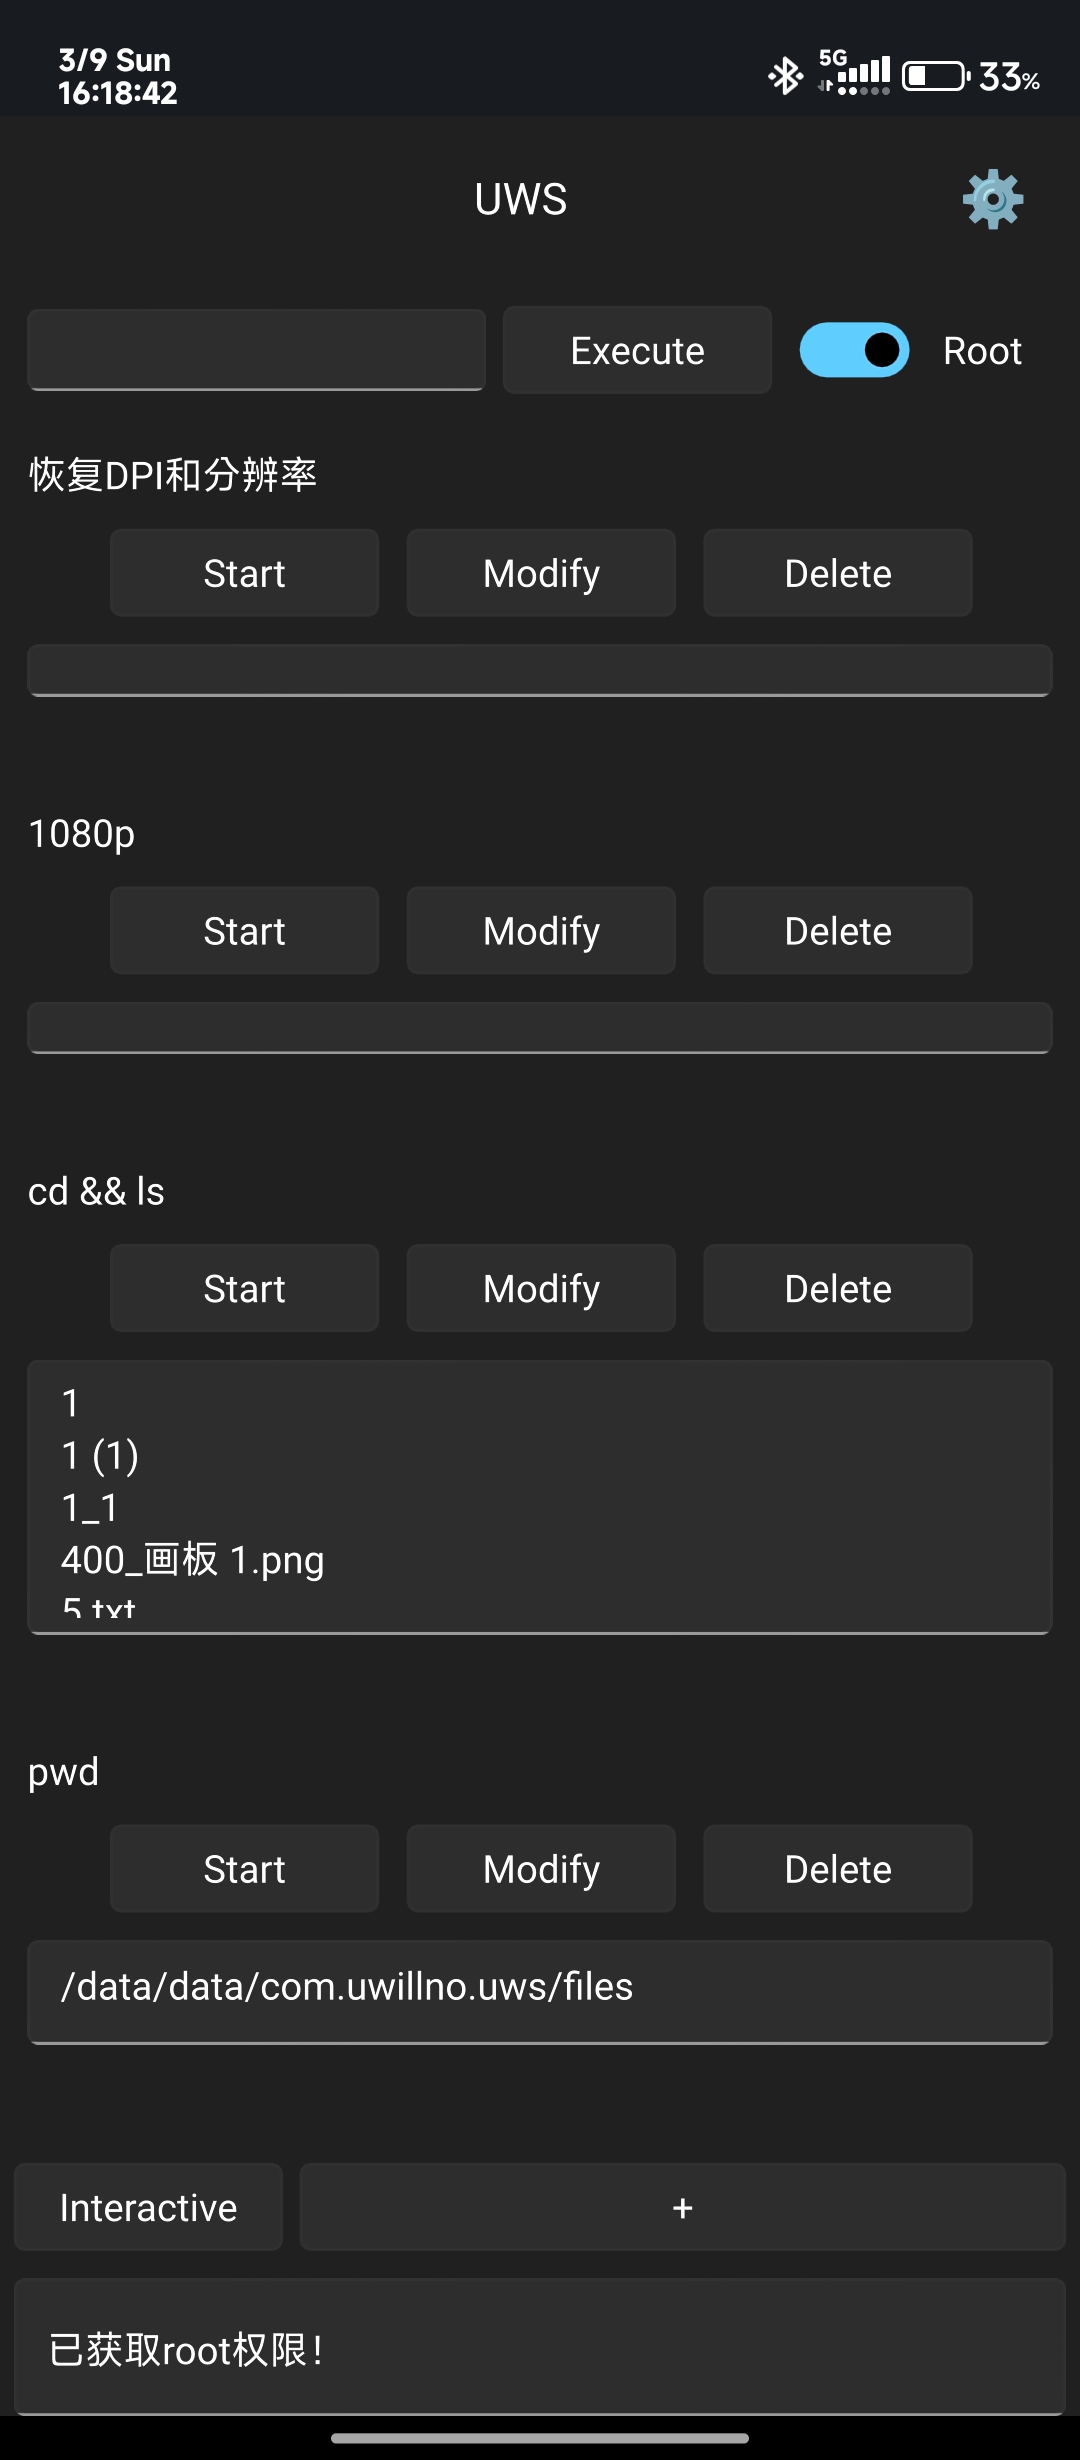 3/9 Sun
16:18:42
5G
33%
UWS
Execute
Root
恢复DPI和分辨率
Start
Modify
Delete
1080p
Start
Modify
Delete
cd && ls
Start
Modify
Delete
1
1 (1)
1_1
400_画板 1.png
5.txt
pwd
Start
Modify
Delete
/data/data/com.uwillno.uws/files
Interactive
+
已获取root权限!